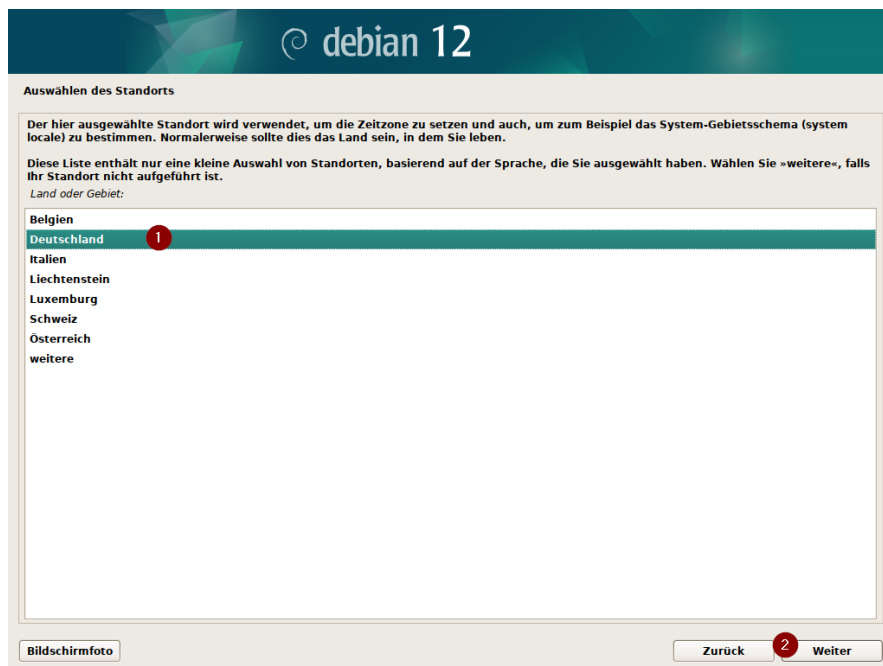 debian 12
Auswählen des Standorts
Der hier ausgewählte Standort wird verwendet, um die Zeitzone zu setzen und auch, um zum Beispiel das System-Gebietsschema (system
locale) zu bestimmen. Normalerweise sollte dies das Land sein, in dem Sie leben.
Diese Liste enthält nur eine kleine Auswahl von Standorten, basierend auf der Sprache, die Sie ausgewählt haben. Wählen Sie »weitere«, falls
Ihr Standort nicht aufgeführt ist.
Land oder Gebiet:
Belgien
Deutschland 1
Italien
Liechtenstein
Luxemburg
Schweiz
Österreich
weitere
Bildschirmfoto Zurück 2 Weiter